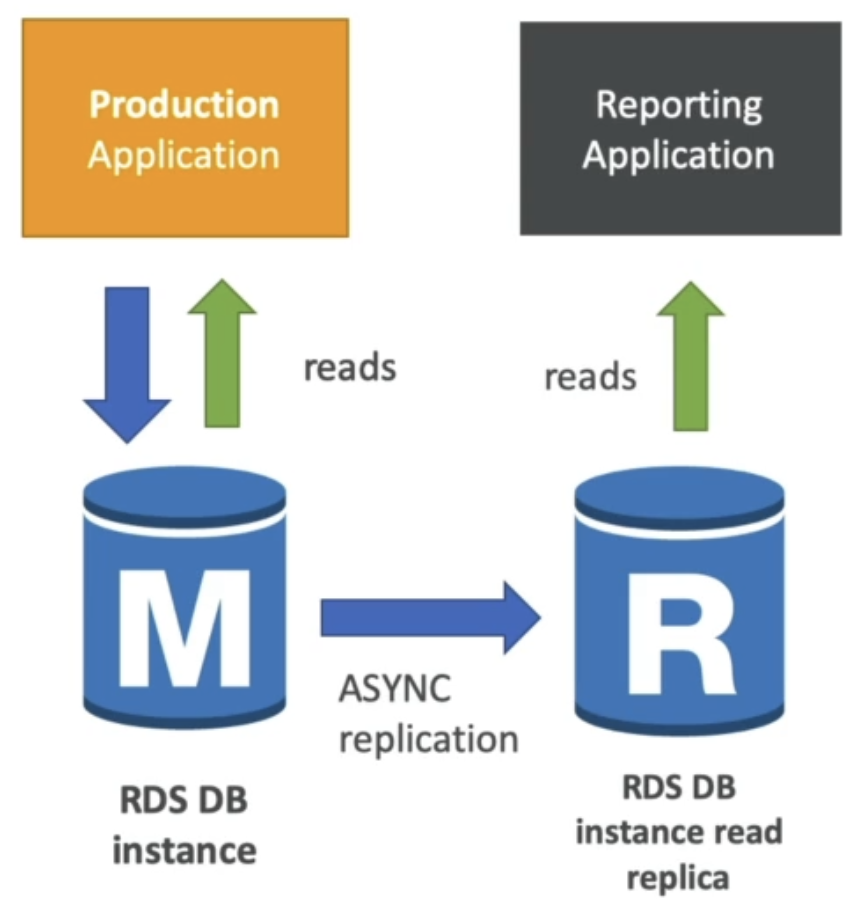 Production
Application
Reporting
Application
reads
reads
M
R
ASYNC
replication
RDS DB
instance
RDS DB
instance read
replica